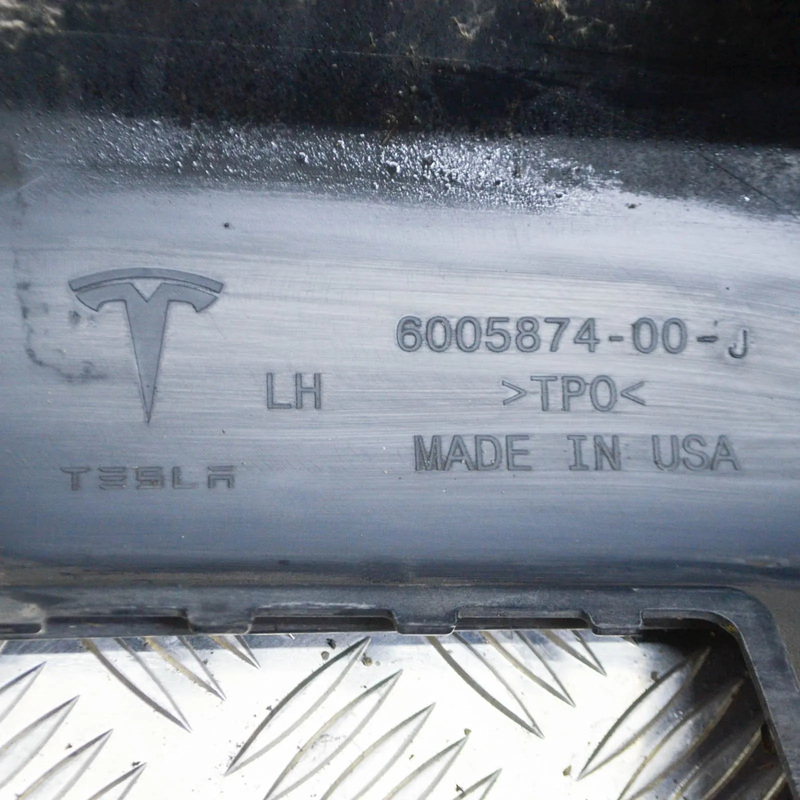 6005874-00-J
LH >TPO<
MADE IN USA
TESLA